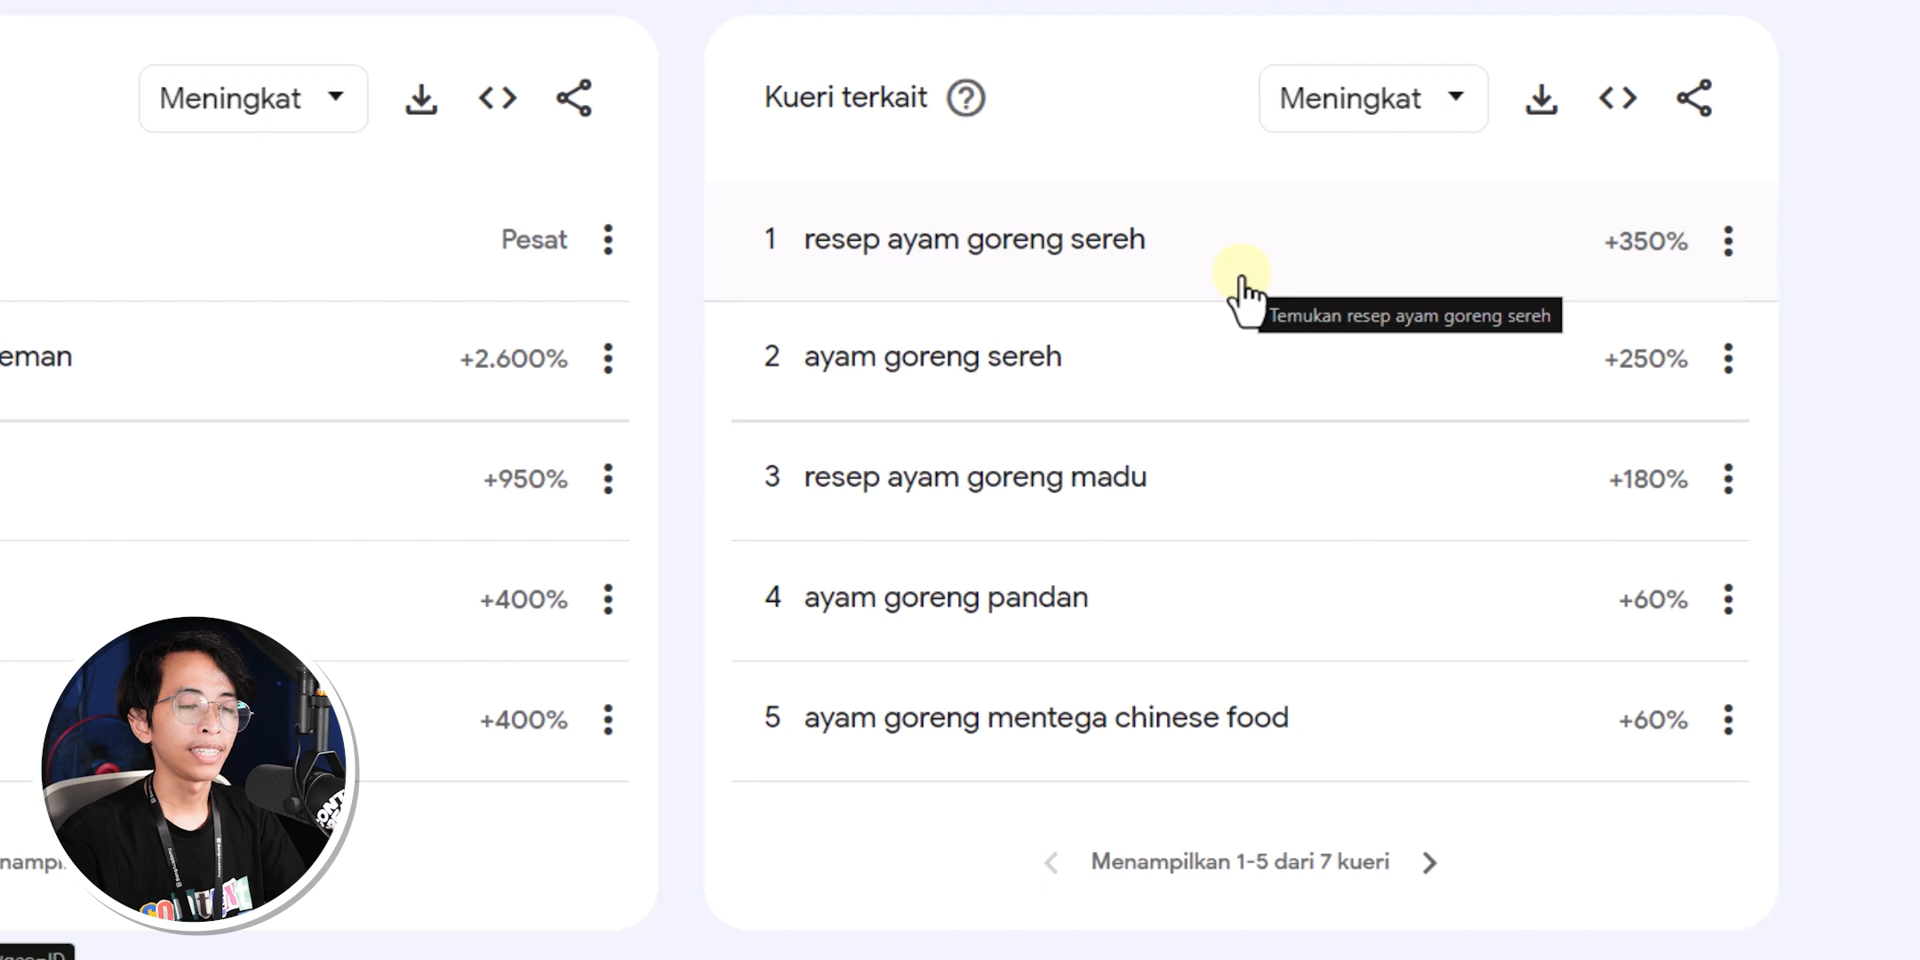 Meningkat
Pesat
eman
+2.600%
+950%
+400%
+400%
Kueri terkait
Meningkat
1 resep ayam goreng sereh +350%
Temukan resep ayam goreng sereh
2 ayam goreng sereh +250%
3 resep ayam goreng madu +180%
4 ayam goreng pandan +60%
5 ayam goreng mentega chinese food +60%
Menampilkan 1-5 dari 7 kueri